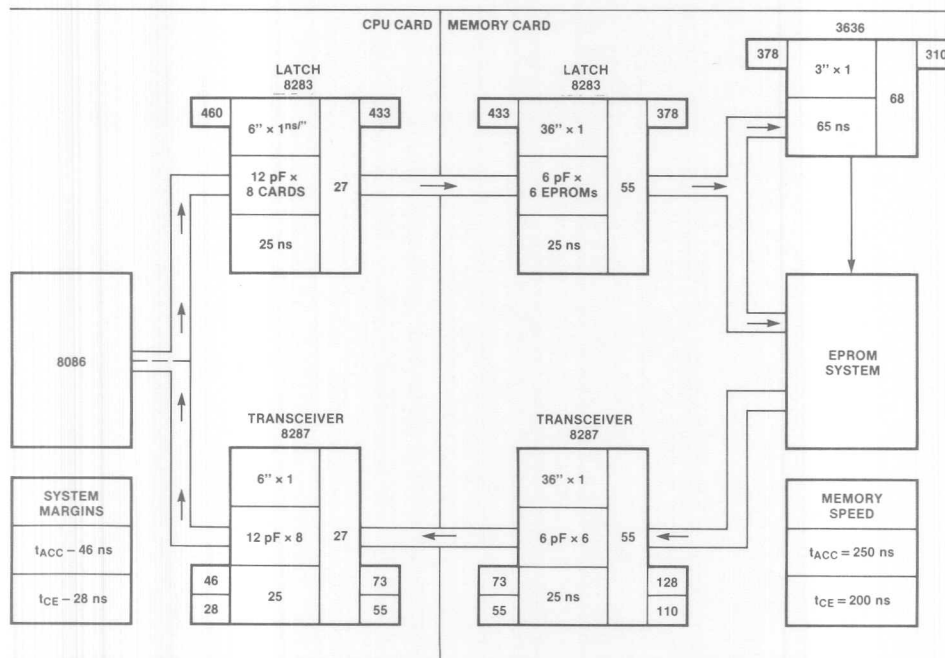 CPU CARD
MEMORY CARD
3636
378
3" × 1
68
310
65 ns
LATCH
8283
460
6" × 1ns/"
433
12 pF ×
8 CARDS
27
25 ns
LATCH
8283
433
36" × 1
378
6 pF ×
6 EPROMs
55
25 ns
8086
EPROM
SYSTEM
TRANSCEIVER
8287
6" × 1
12 pF × 8
27
46
28
25
73
55
TRANSCEIVER
8287
36" × 1
6 pF × 6
55
73
55
25 ns
128
110
SYSTEM
MARGINS
tACC – 46 ns
tCE – 28 ns
MEMORY
SPEED
tACC = 250 ns
tCE = 200 ns